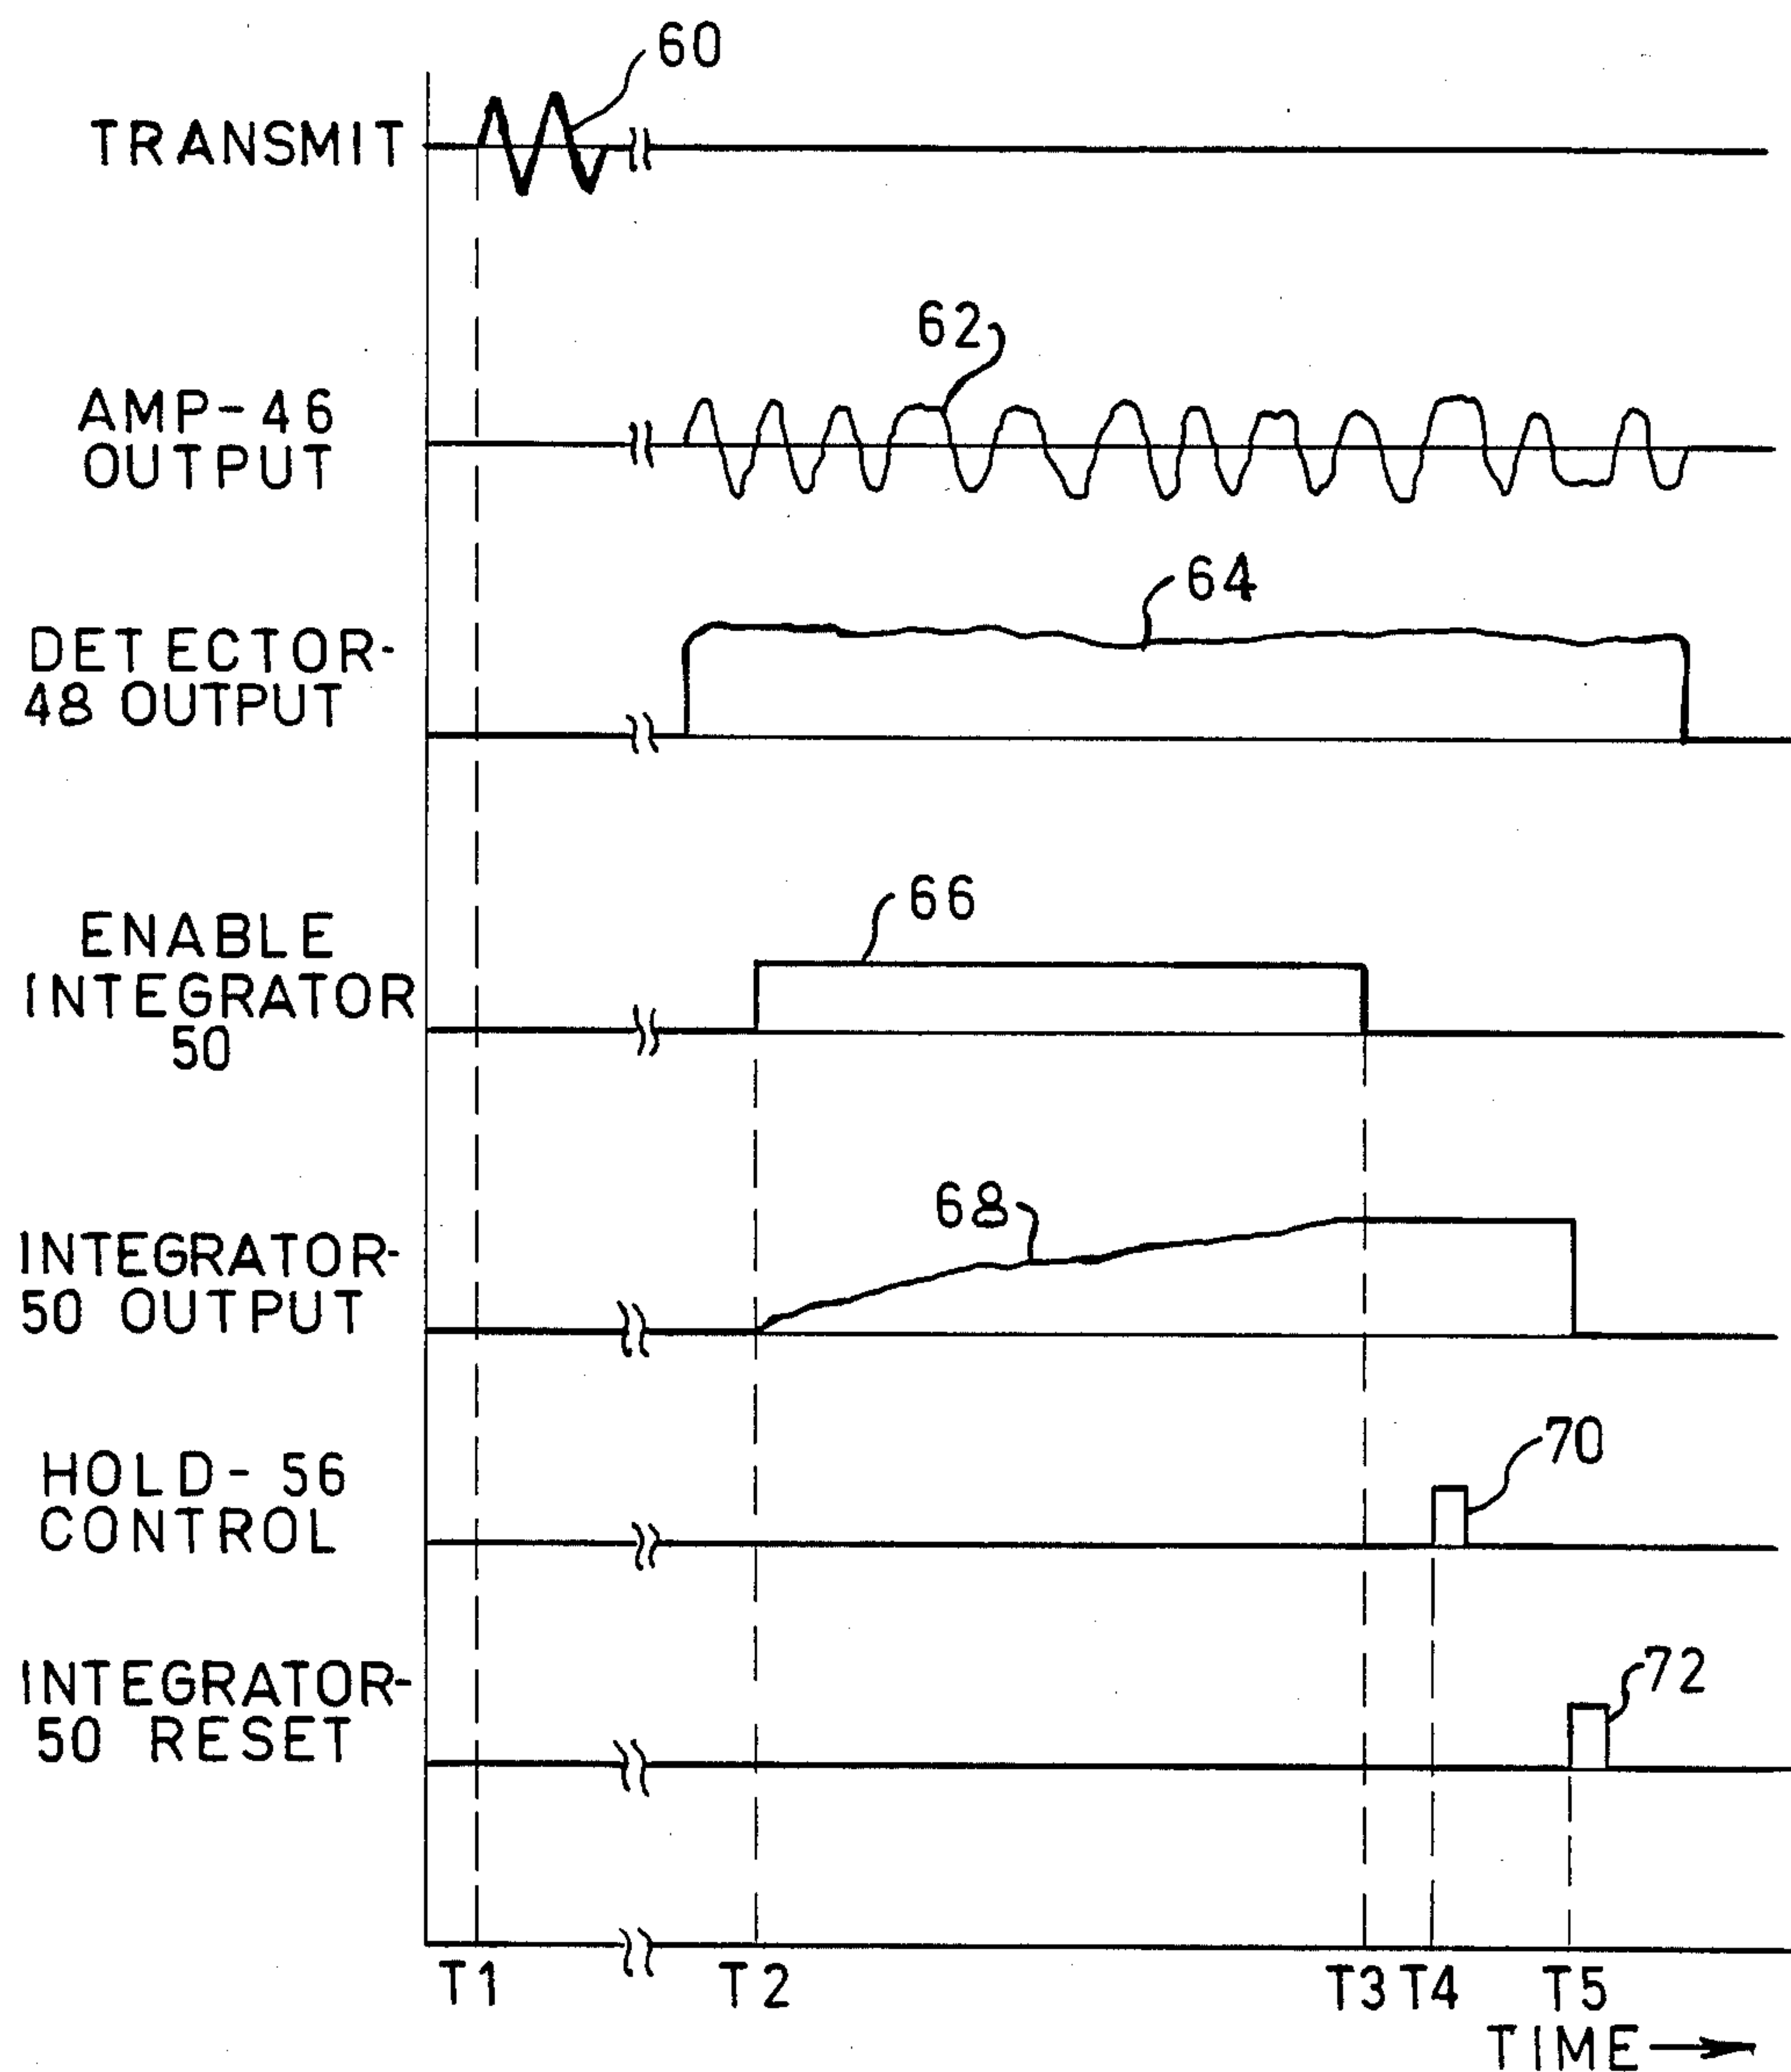 60
TRANSMIT
62
AMP-46
OUTPUT
64
DETECTOR-
48 OUTPUT
66
ENABLE
INTEGRATOR
50
68
INTEGRATOR-
50 OUTPUT
70
HOLD-56
CONTROL
72
INTEGRATOR-
50 RESET
T1 T2 T3 T4 T5
TIME